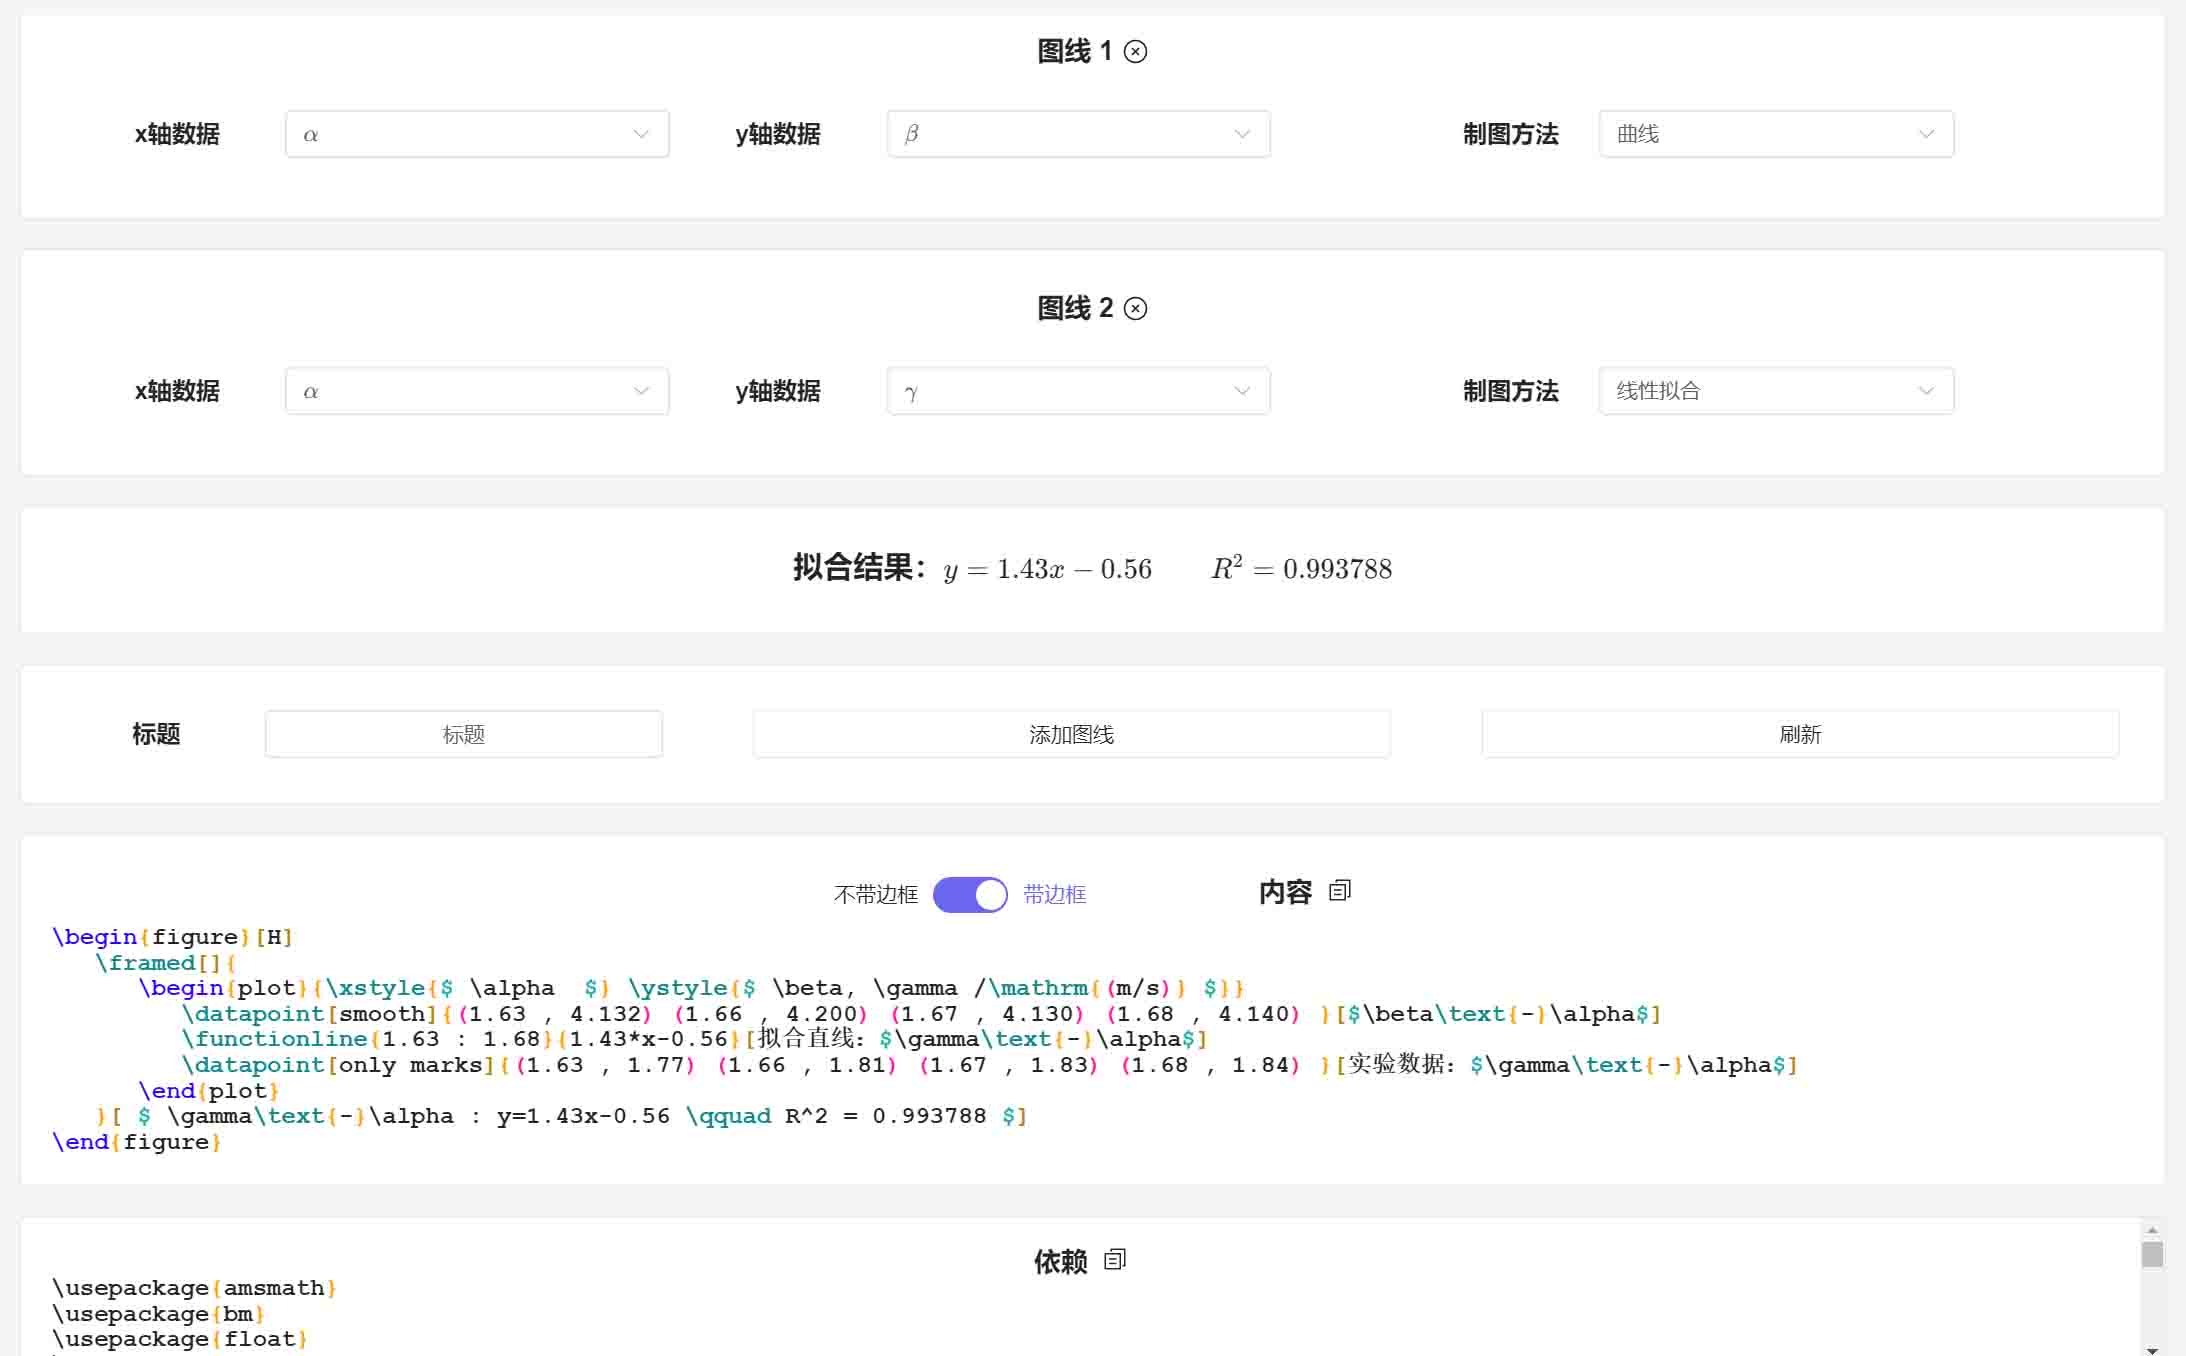 图线 1
x轴数据 α y轴数据 β 制图方法 曲线
图线 2
x轴数据 α y轴数据 γ 制图方法 线性拟合
拟合结果： y = 1.43x − 0.56 R² = 0.993788
标题 标题 添加图线 刷新
不带边框 带边框 内容
\begin{figure}[H]
\framed[]{
\begin{plot}{\xstyle{$ \alpha  $} \ystyle{$ \beta, \gamma /\mathrm{(m/s)} $}}
\datapoint[smooth]{(1.63 , 4.132) (1.66 , 4.200) (1.67 , 4.130) (1.68 , 4.140) }[$\beta\text{-}\alpha$]
\functionline{1.63 : 1.68}{1.43*x-0.56}[拟合直线：$\gamma\text{-}\alpha$]
\datapoint[only marks]{(1.63 , 1.77) (1.66 , 1.81) (1.67 , 1.83) (1.68 , 1.84) }[实验数据：$\gamma\text{-}\alpha$]
\end{plot}
}[ $ \gamma\text{-}\alpha : y=1.43x-0.56 \qquad R^2 = 0.993788 $]
\end{figure}
依赖
\usepackage{amsmath}
\usepackage{bm}
\usepackage{float}